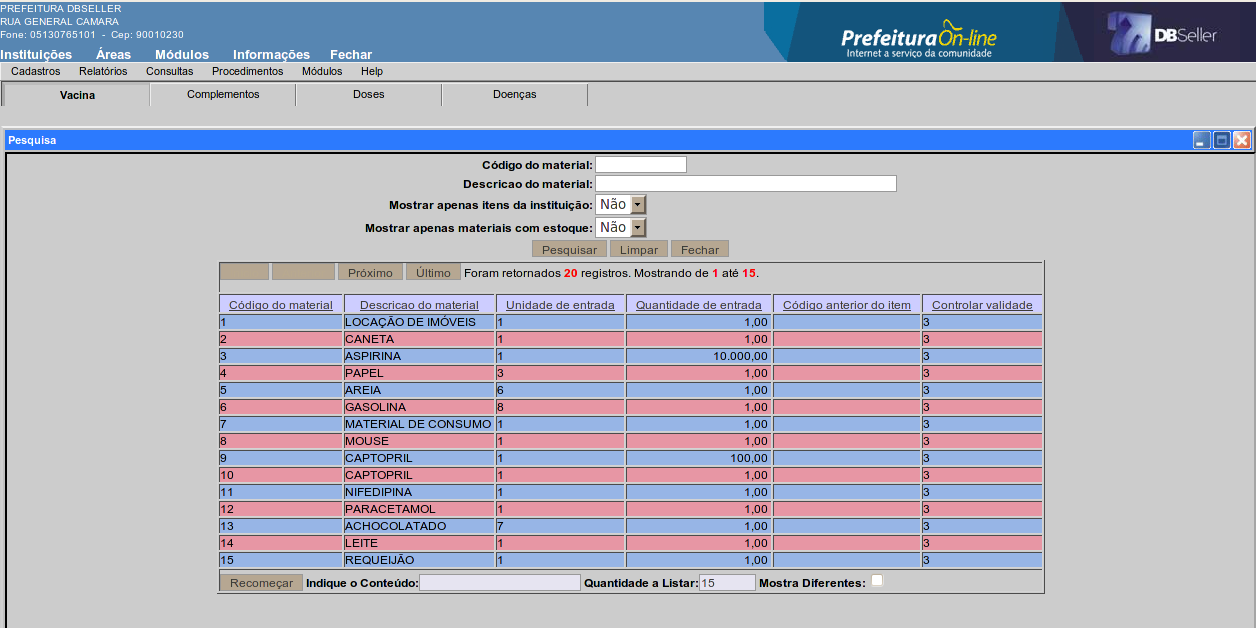 PREFEITURA DBSELLER
RUA GENERAL CAMARA
Fone: 05130765101 - Cep: 90010230
PrefeituraOn-line
Internet a serviço da comunidade
DBSeller
Instituições Áreas Módulos Informações Fechar
Cadastros Relatórios Consultas Procedimentos Módulos Help
Vacina Complementos Doses Doenças
Pesquisa
Código do material:
Descricao do material:
Mostrar apenas itens da instituição: Não
Mostrar apenas materiais com estoque: Não
Pesquisar Limpar Fechar
Próximo Último Foram retornados 20 registros. Mostrando de 1 até 15.
Código do material Descricao do material Unidade de entrada Quantidade de entrada Código anterior do item Controlar validade
1 LOCAÇÃO DE IMÓVEIS 1 1,00 3
2 CANETA 1 1,00 3
3 ASPIRINA 1 10.000,00 3
4 PAPEL 3 1,00 3
5 AREIA 6 1,00 3
6 GASOLINA 8 1,00 3
7 MATERIAL DE CONSUMO 1 1,00 3
8 MOUSE 1 1,00 3
9 CAPTOPRIL 1 100,00 3
10 CAPTOPRIL 1 1,00 3
11 NIFEDIPINA 1 1,00 3
12 PARACETAMOL 1 1,00 3
13 ACHOCOLATADO 7 1,00 3
14 LEITE 1 1,00 3
15 REQUEIJÃO 1 1,00 3
Recomeçar Indique o Conteúdo: Quantidade a Listar: 15 Mostra Diferentes: